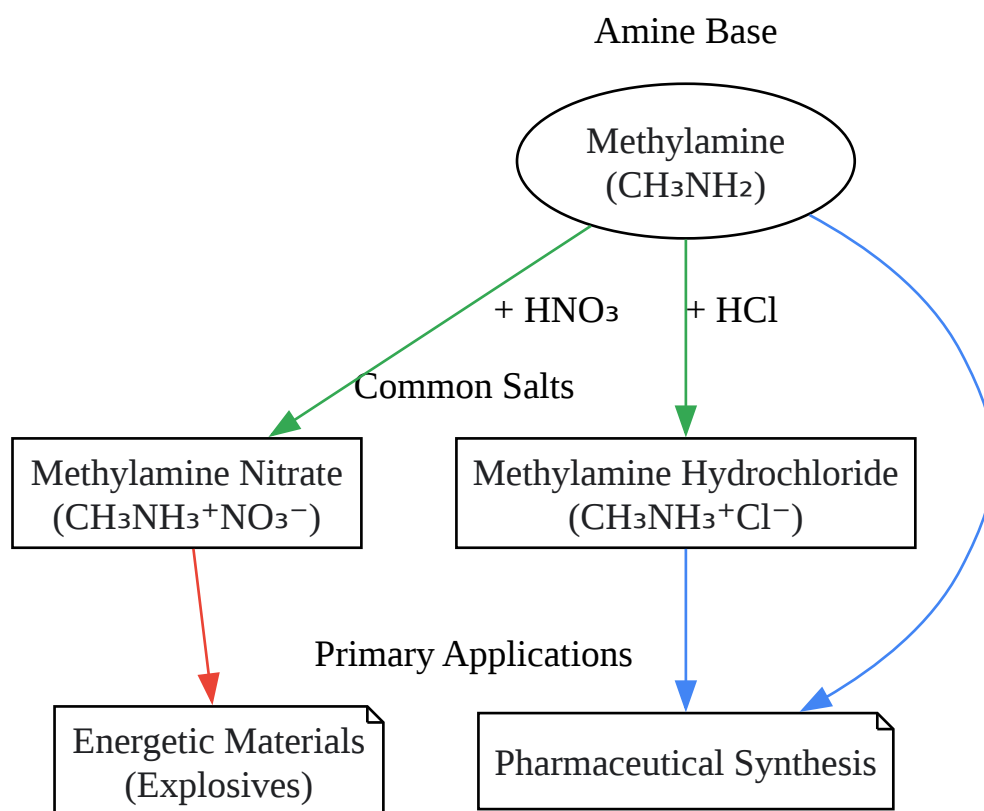 Amine Base
Methylamine
(CH₃NH₂)
+ HNO₃
+ HCl
Common Salts
Methylamine Nitrate
(CH₃NH₃⁺NO₃⁻)
Methylamine Hydrochloride
(CH₃NH₃⁺Cl⁻)
Primary Applications
Energetic Materials
(Explosives)
Pharmaceutical Synthesis